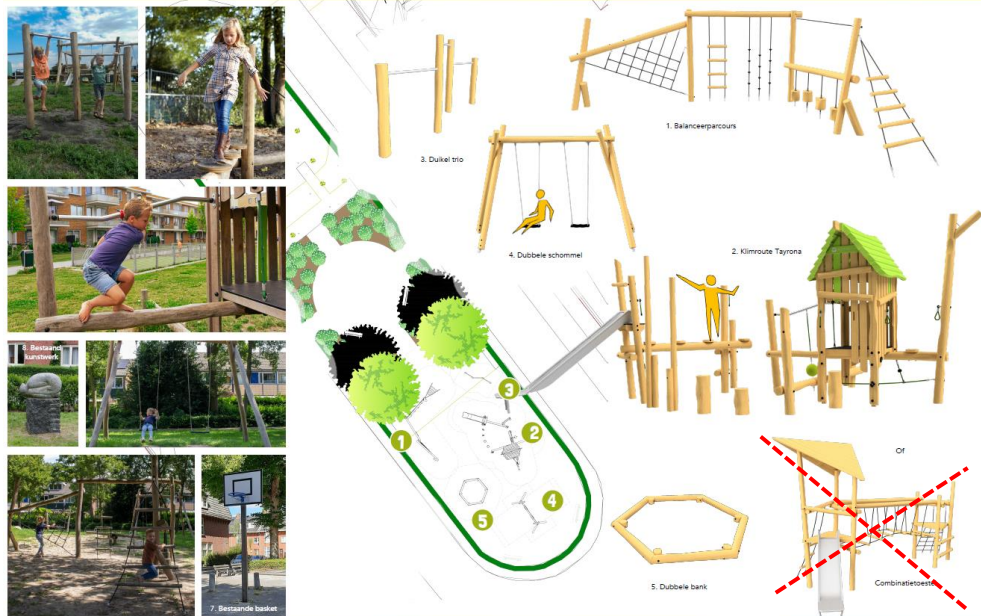 3. Duikel trio
1. Balanceerparcours
4. Dubbele schommel
2. Klimroute Tayrona
8. Bestaand
kunstwerk
3
1
2
4
5
Of
5. Dubbele bank
Combinatietoestel
7. Bestaande basket